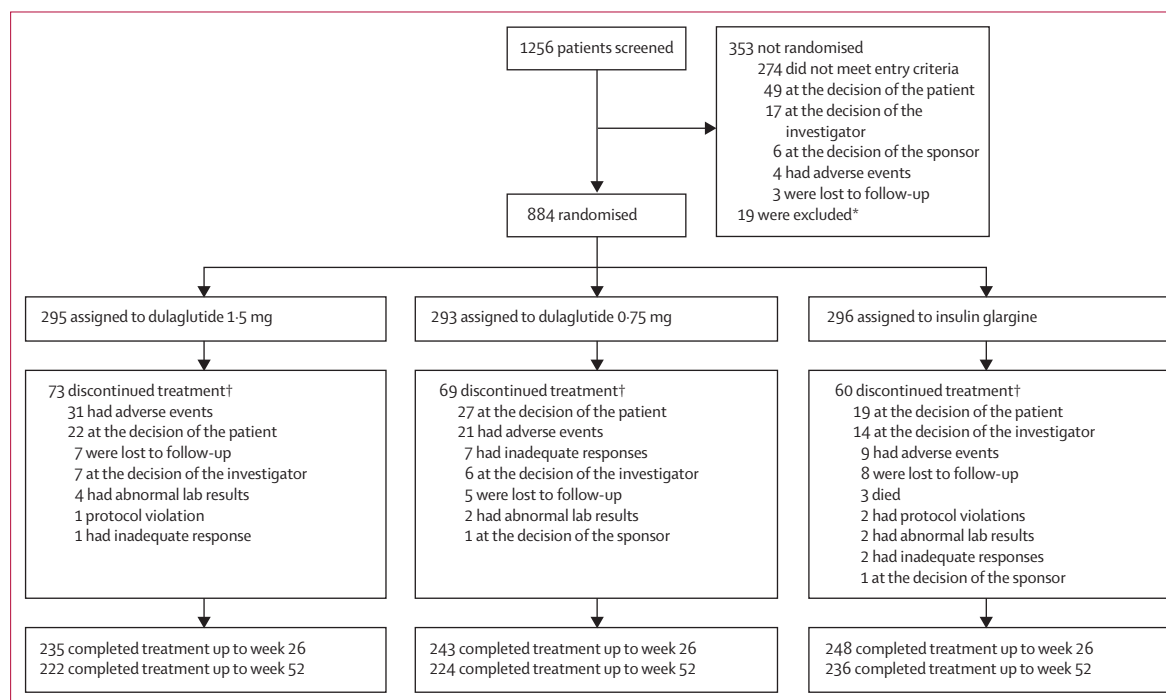 1256 patients screened
353 not randomised
274 did not meet entry criteria
49 at the decision of the patient
17 at the decision of the
investigator
6 at the decision of the sponsor
4 had adverse events
3 were lost to follow-up
19 were excluded*
884 randomised
295 assigned to dulaglutide 1·5 mg
293 assigned to dulaglutide 0·75 mg
296 assigned to insulin glargine
73 discontinued treatment†
31 had adverse events
22 at the decision of the patient
7 were lost to follow-up
7 at the decision of the investigator
4 had abnormal lab results
1 protocol violation
1 had inadequate response
69 discontinued treatment†
27 at the decision of the patient
21 had adverse events
7 had inadequate responses
6 at the decision of the investigator
5 were lost to follow-up
2 had abnormal lab results
1 at the decision of the sponsor
60 discontinued treatment†
19 at the decision of the patient
14 at the decision of the investigator
9 had adverse events
8 were lost to follow-up
3 died
2 had protocol violations
2 had abnormal lab results
2 had inadequate responses
1 at the decision of the sponsor
235 completed treatment up to week 26
222 completed treatment up to week 52
243 completed treatment up to week 26
224 completed treatment up to week 52
248 completed treatment up to week 26
236 completed treatment up to week 52